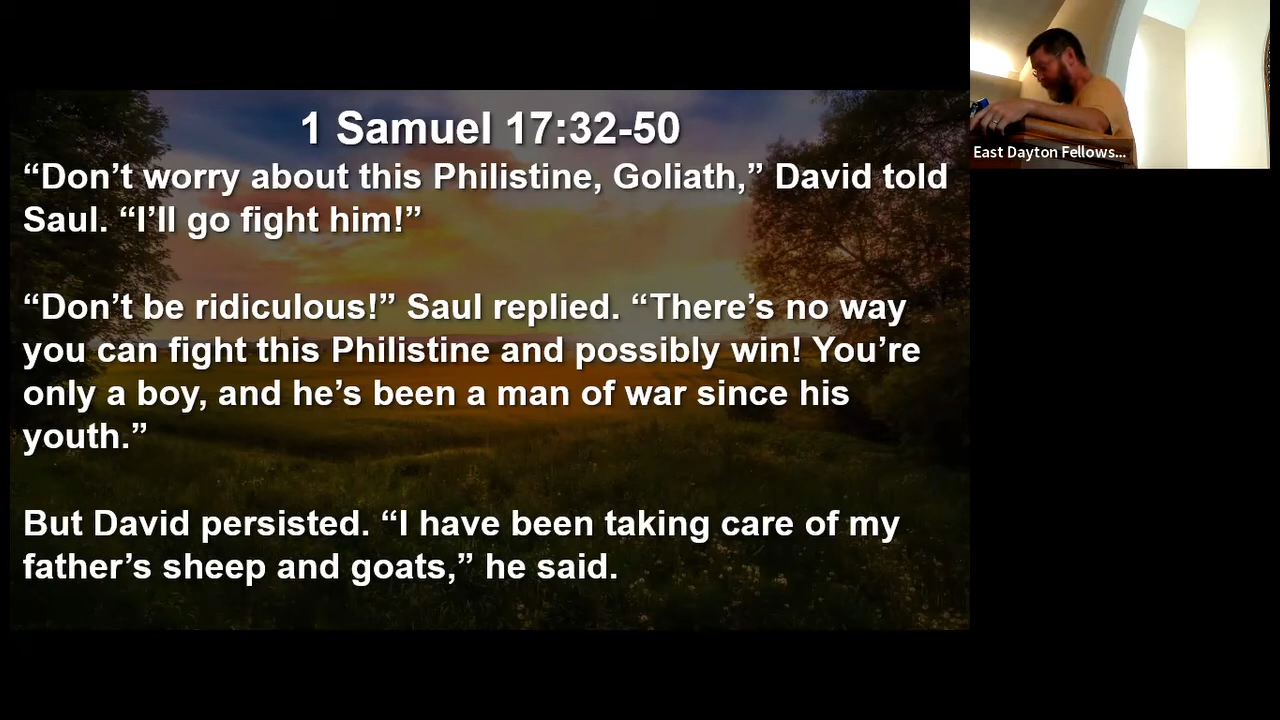 1 Samuel 17:32-50
“Don’t worry about this Philistine, Goliath,” David told
Saul. “I’ll go fight him!”
“Don’t be ridiculous!” Saul replied. “There’s no way
you can fight this Philistine and possibly win! You’re
only a boy, and he’s been a man of war since his
youth.”
But David persisted. “I have been taking care of my
father’s sheep and goats,” he said.
East Dayton Fellows...